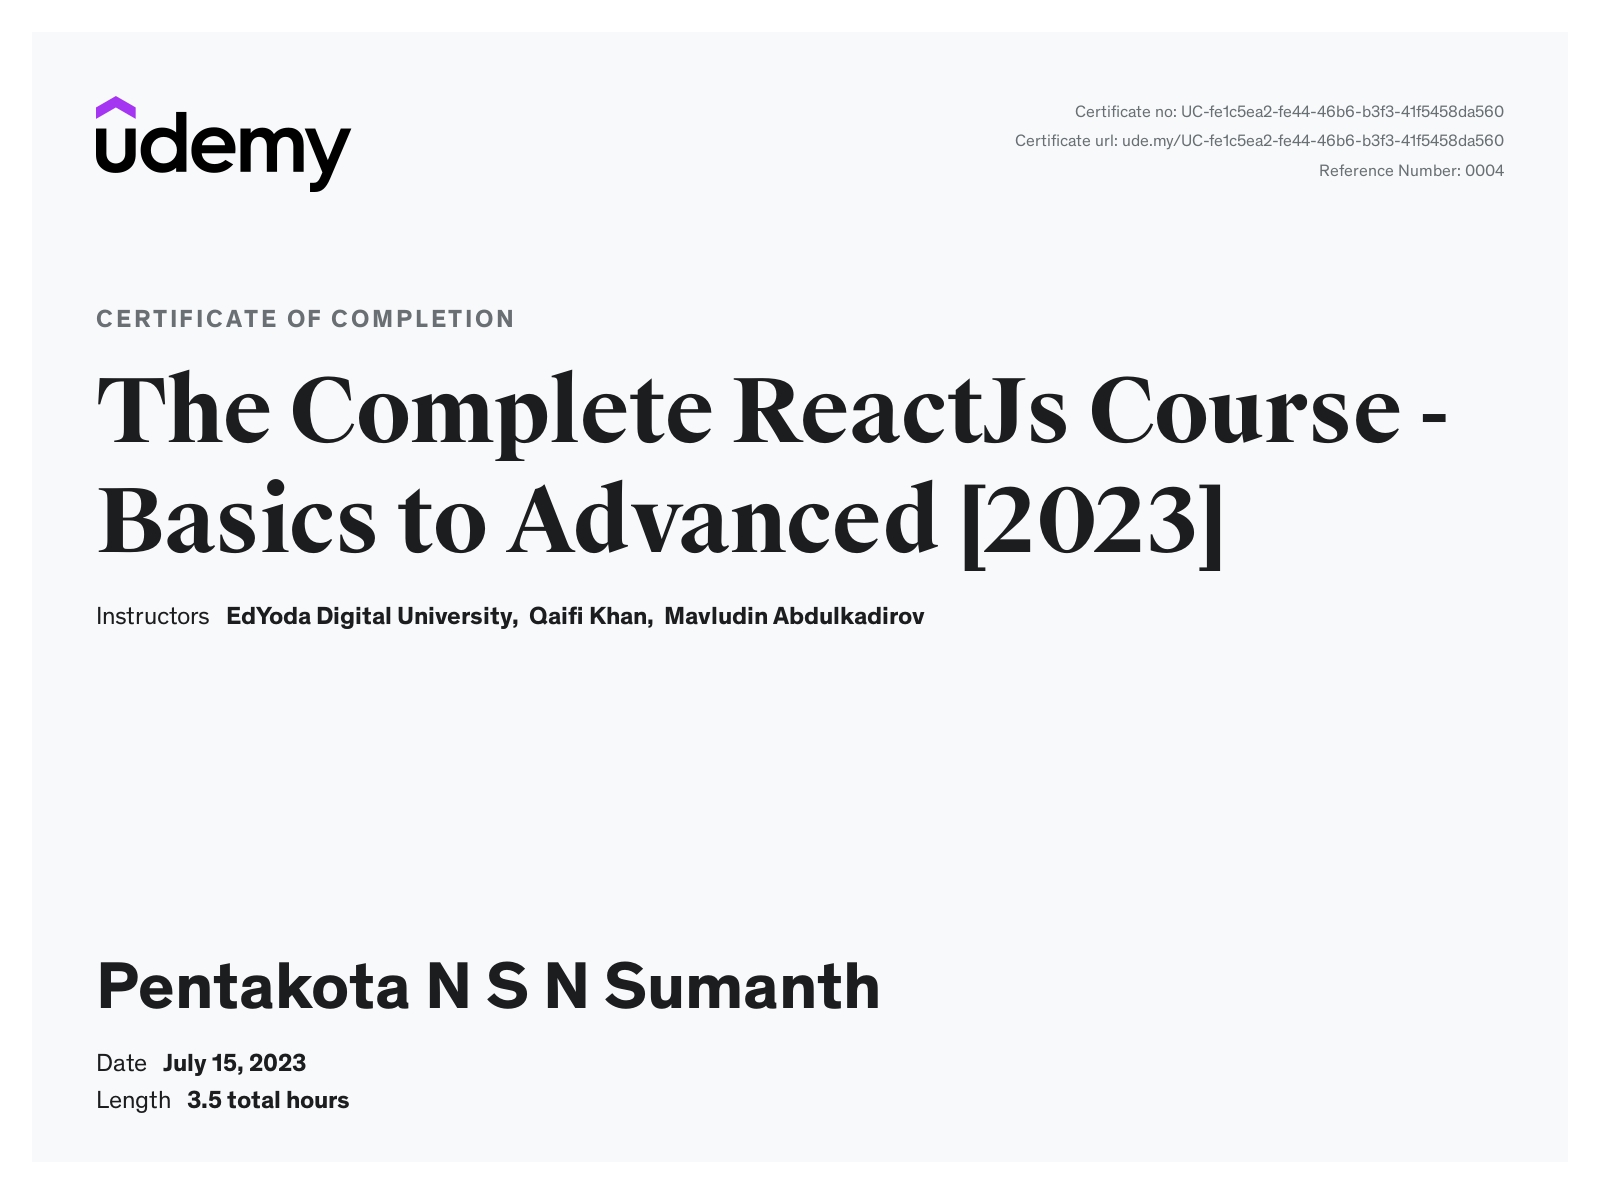 udemy
Certificate no: UC-fe1c5ea2-fe44-46b6-b3f3-41f5458da560
Certificate url: ude.my/UC-fe1c5ea2-fe44-46b6-b3f3-41f5458da560
Reference Number: 0004
CERTIFICATE OF COMPLETION
The Complete ReactJs Course -
Basics to Advanced [2023]
Instructors EdYoda Digital University, Qaifi Khan, Mavludin Abdulkadirov
Pentakota N S N Sumanth
Date July 15, 2023
Length 3.5 total hours